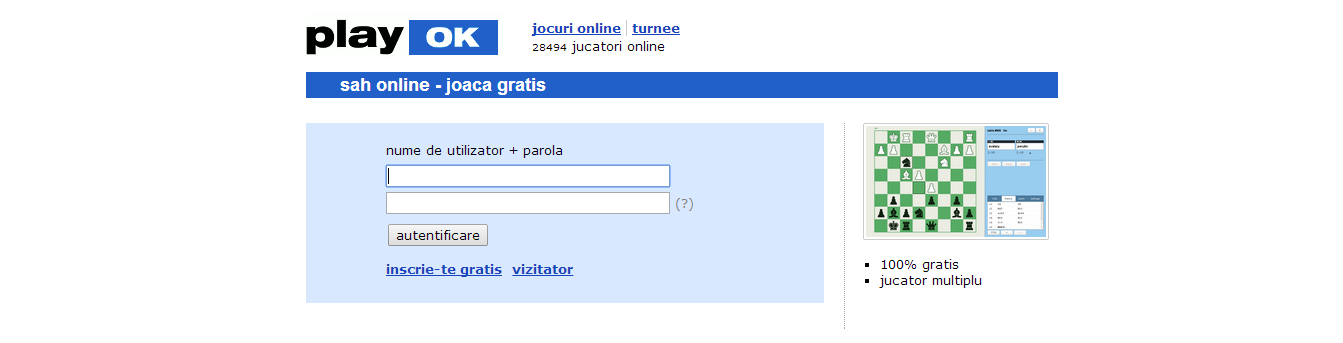 play OK
jocuri online | turnee
28494 jucatori online
sah online - joaca gratis
nume de utilizator + parola
(?)
autentificare
inscrie-te gratis vizitator
100% gratis
jucator multiplu